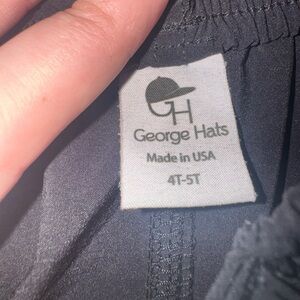 GH
George Hats
Made in USA
4T-5T